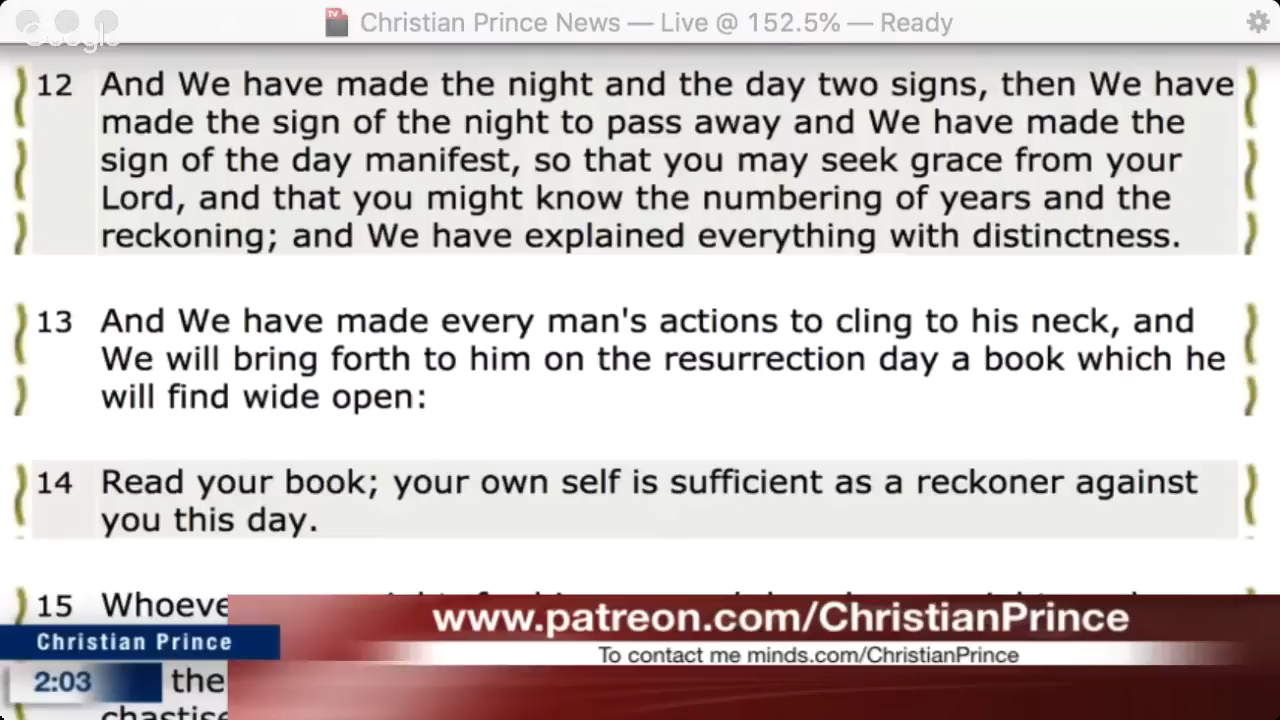 Christian Prince News — Live @ 152.5% — Ready
Google
12 And We have made the night and the day two signs, then We have
made the sign of the night to pass away and We have made the
sign of the day manifest, so that you may seek grace from your
Lord, and that you might know the numbering of years and the
reckoning; and We have explained everything with distinctness.
13 And We have made every man's actions to cling to his neck, and
We will bring forth to him on the resurrection day a book which he
will find wide open:
14 Read your book; your own self is sufficient as a reckoner against
you this day.
15
www.patreon.com/ChristianPrince
Christian Prince
To contact me minds.com/ChristianPrince
2:03
the